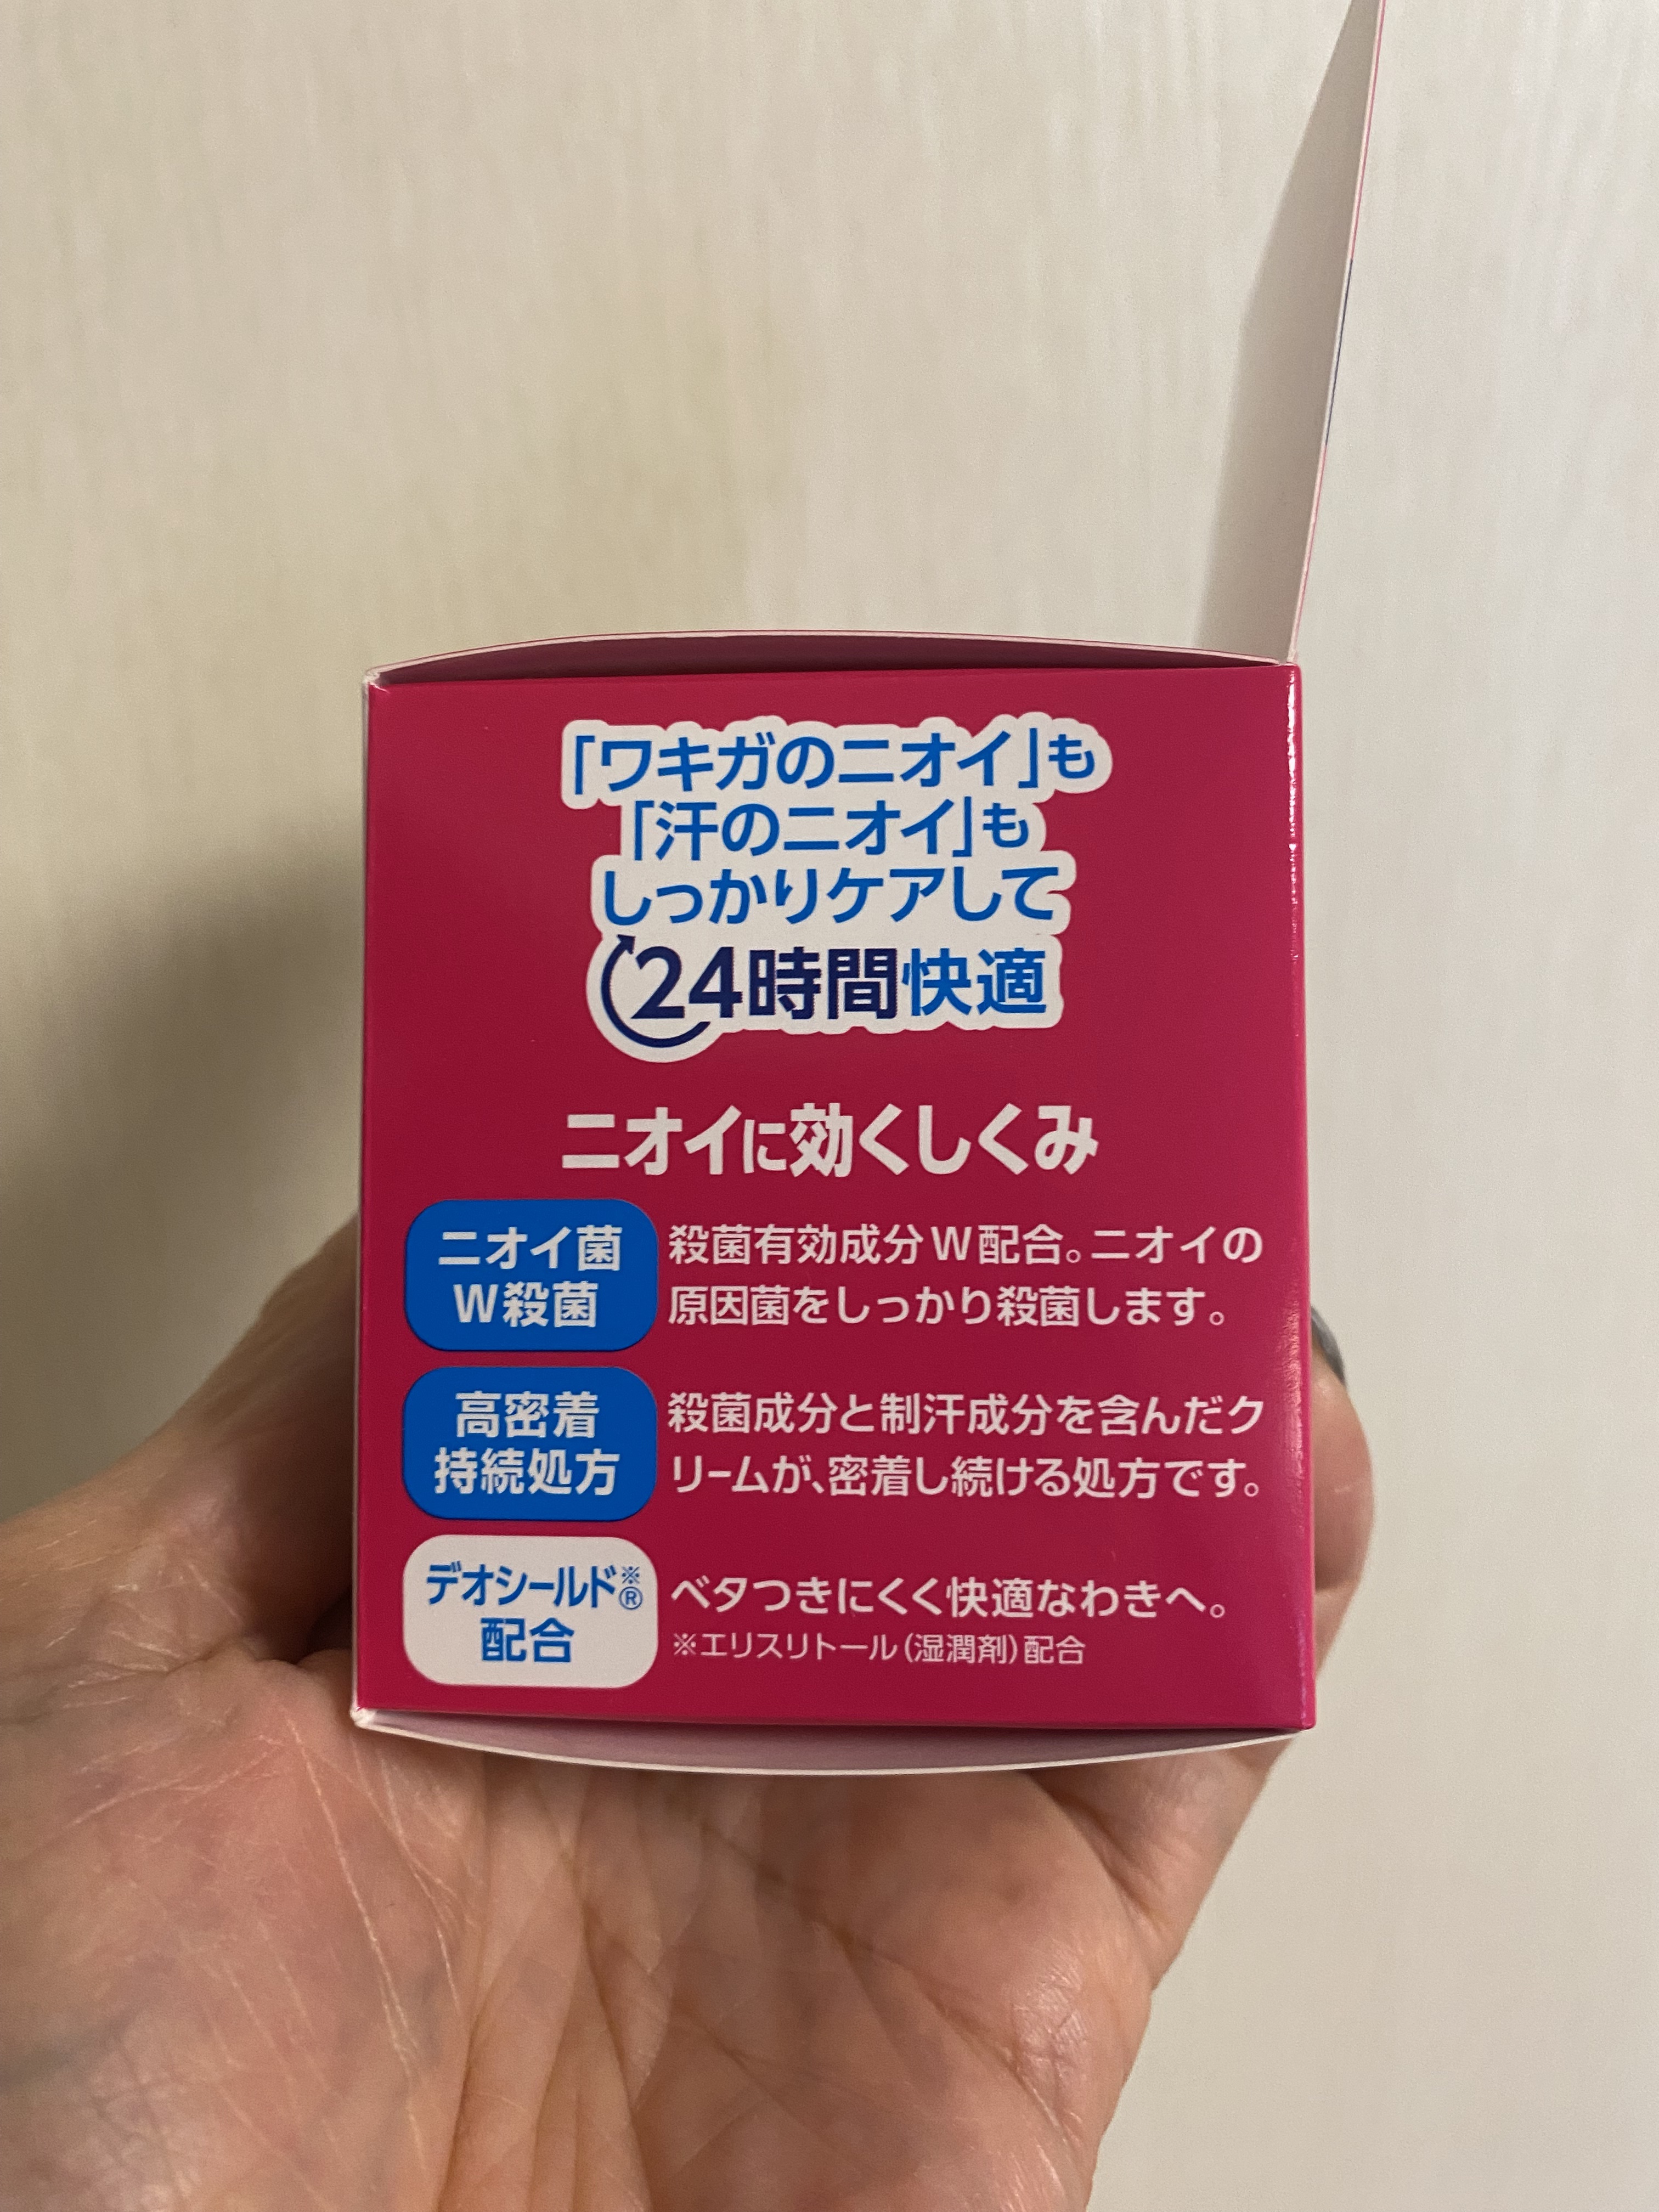 「ワキガのニオイ」も
「汗のニオイ」も
しっかりケアして
24時間快適
ニオイに効くしくみ
ニオイ菌
W殺菌
殺菌有効成分W配合。ニオイの
原因菌をしっかり殺菌します。
高密着
持続処方
殺菌成分と制汗成分を含んだク
リームが、密着し続ける処方です。
デオシールド®※
配合
ベタつきにくく快適なわきへ。
※エリスリトール(湿潤剤)配合